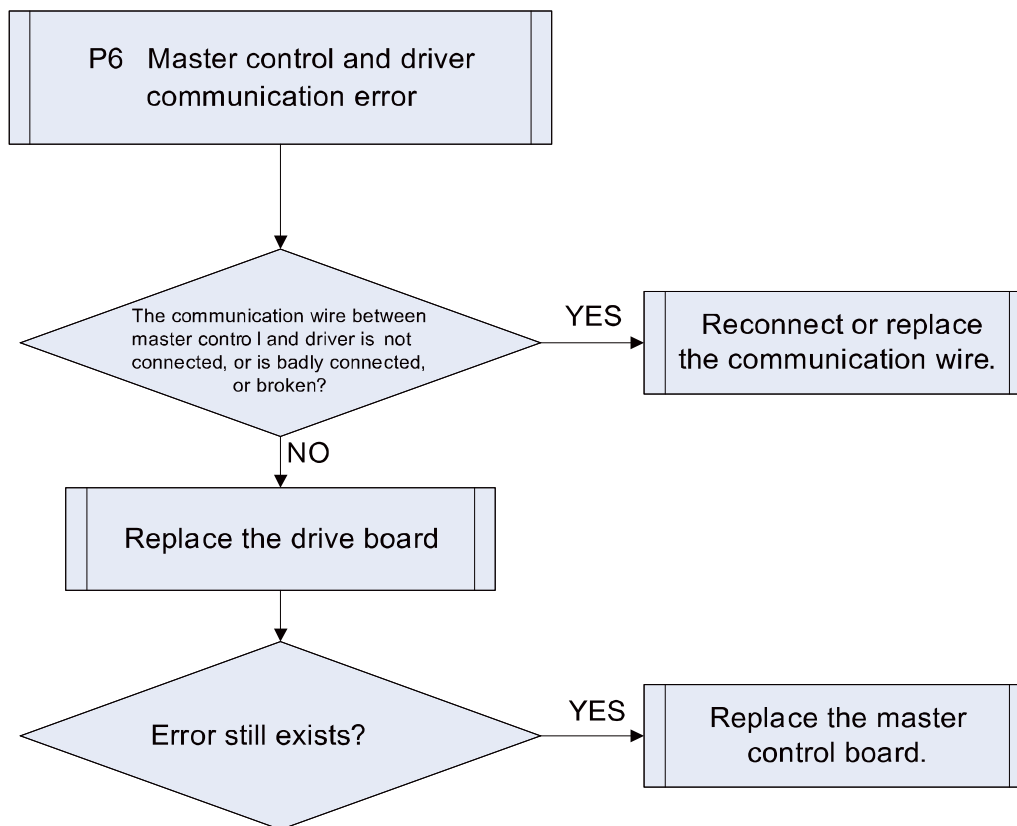 P6 Master control and driver
communication error
The communication wire between
master contro l and driver is not
connected, or is badly connected,
or broken?
YES
Reconnect or replace
the communication wire.
NO
Replace the drive board
Error still exists?
YES
Replace the master
control board.